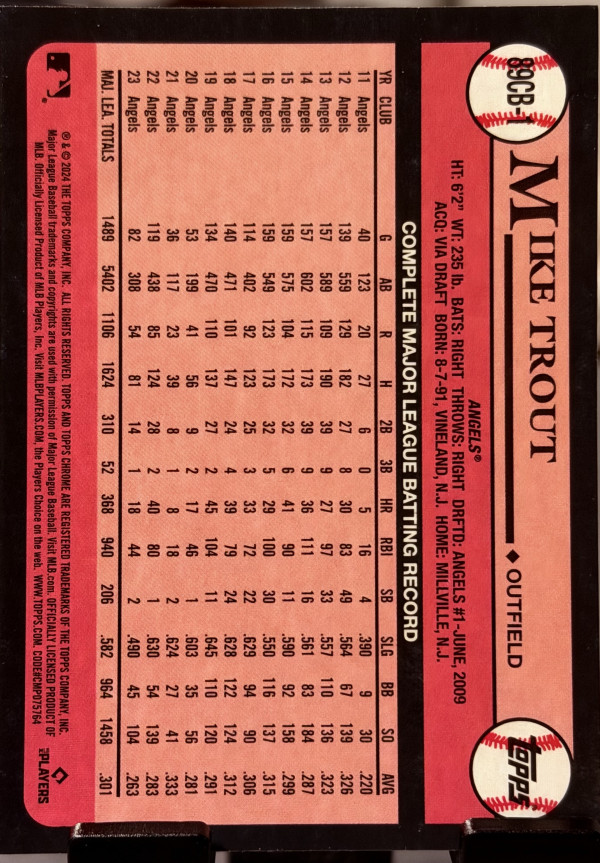 89CB-1
MIKE TROUT ♦ OUTFIELD
topps®
ANGELS®
HT: 6'2" WT: 235 lb. BATS: RIGHT THROWS: RIGHT DRFTD: ANGELS #1-JUNE, 2009
ACQ: VIA DRAFT BORN: 8-7-91, VINELAND, N.J. HOME: MILLVILLE, N.J.
COMPLETE MAJOR LEAGUE BATTING RECORD
YR CLUB G AB R H 2B 3B HR RBI SB SLG BB SO AVG
11 Angels 40 123 20 27 6 0 5 16 4 .390 9 30 .220
12 Angels 139 559 129 182 27 8 30 83 49 .564 67 139 .326
13 Angels 157 589 109 190 39 9 27 97 33 .557 110 136 .323
14 Angels 157 602 115 173 39 9 36 111 16 .561 83 184 .287
15 Angels 159 575 104 172 32 6 41 90 11 .590 92 158 .299
16 Angels 159 549 123 173 32 5 29 100 30 .550 116 137 .315
17 Angels 114 402 92 123 25 3 33 72 22 .629 94 90 .306
18 Angels 140 471 101 147 24 4 39 79 24 .628 122 124 .312
19 Angels 134 470 110 137 27 2 45 104 11 .645 110 120 .291
20 Angels 53 199 41 56 9 2 17 46 1 .603 35 56 .281
21 Angels 36 117 23 39 8 1 8 18 2 .624 27 41 .333
22 Angels 119 438 85 124 28 2 40 80 1 .630 54 139 .283
23 Angels 82 308 54 81 14 1 18 44 2 .490 45 104 .263
MAJ. LEA. TOTALS 1489 5402 1106 1624 310 52 368 940 206 .582 964 1458 .301
® & © 2024 THE TOPPS COMPANY, INC. ALL RIGHTS RESERVED. TOPPS AND TOPPS CHROME ARE REGISTERED TRADEMARKS OF THE TOPPS COMPANY, INC.
Major League Baseball trademarks and copyrights are used with permission of Major League Baseball. Visit MLB.com. OFFICIALLY LICENSED PRODUCT OF
MLB. Officially Licensed Product of MLB Players, Inc. Visit MLBPLAYERS.COM, the Players Choice on the web. WWW.TOPPS.COM. CODE#CMP075764
MLBPLAYERS